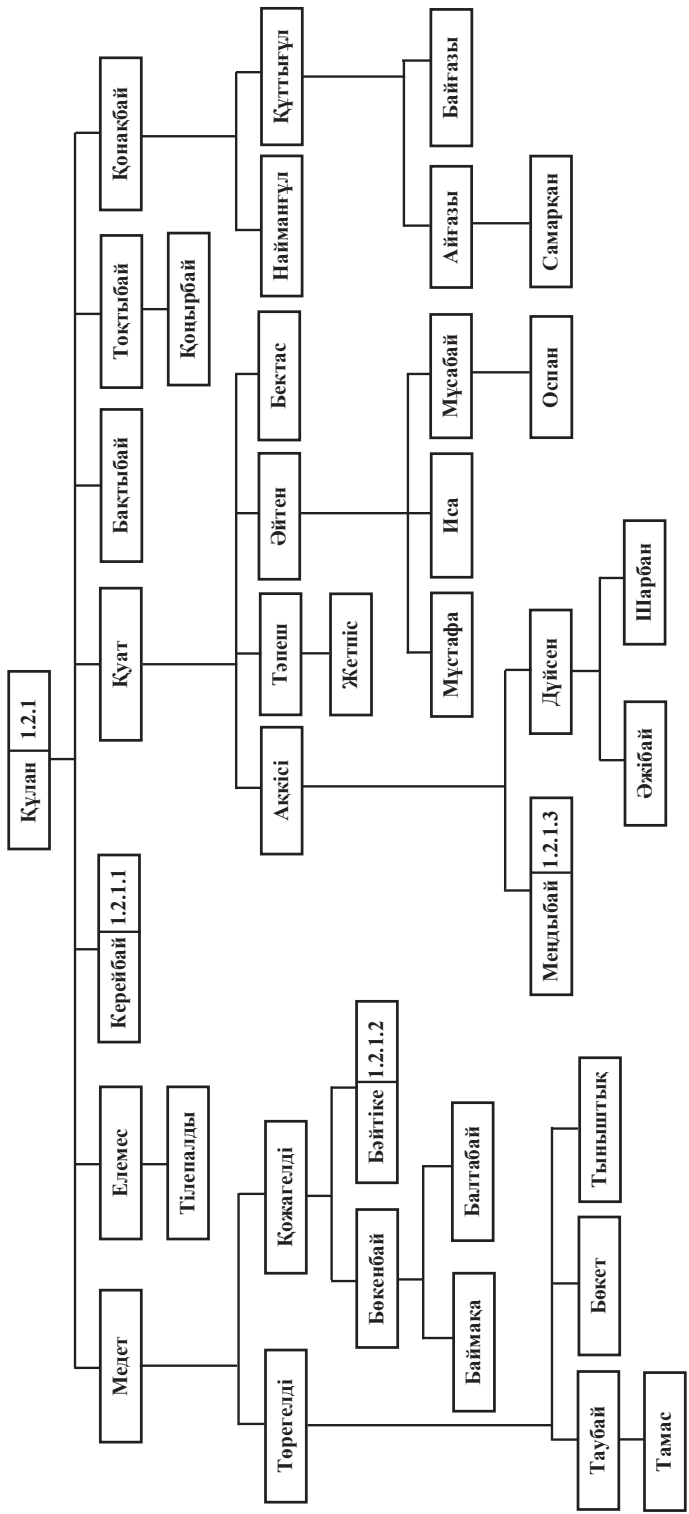 Құлан 1.2.1
Медет
Елемес
Керейбай 1.2.1.1
Қуат
Бақтыбай
Тоқтыбай
Қонақбай
Тілепалды
Қоңырбай
Төрегелді
Қожагелді
Аккісі
Тәпеш
Әйтен
Бектас
Найманғұл
Құттығұл
Бөкенбай
Бәйтіке 1.2.1.2
Жетпіс
Баймақа
Балтабай
Мұстафа
Иса
Мұсабай
Айғазы
Байғазы
Меңдыбай 1.2.1.3
Дүйсен
Оспан
Самарқан
Таубай
Бөкет
Тыныштық
Әжібай
Шарбан
Тамас